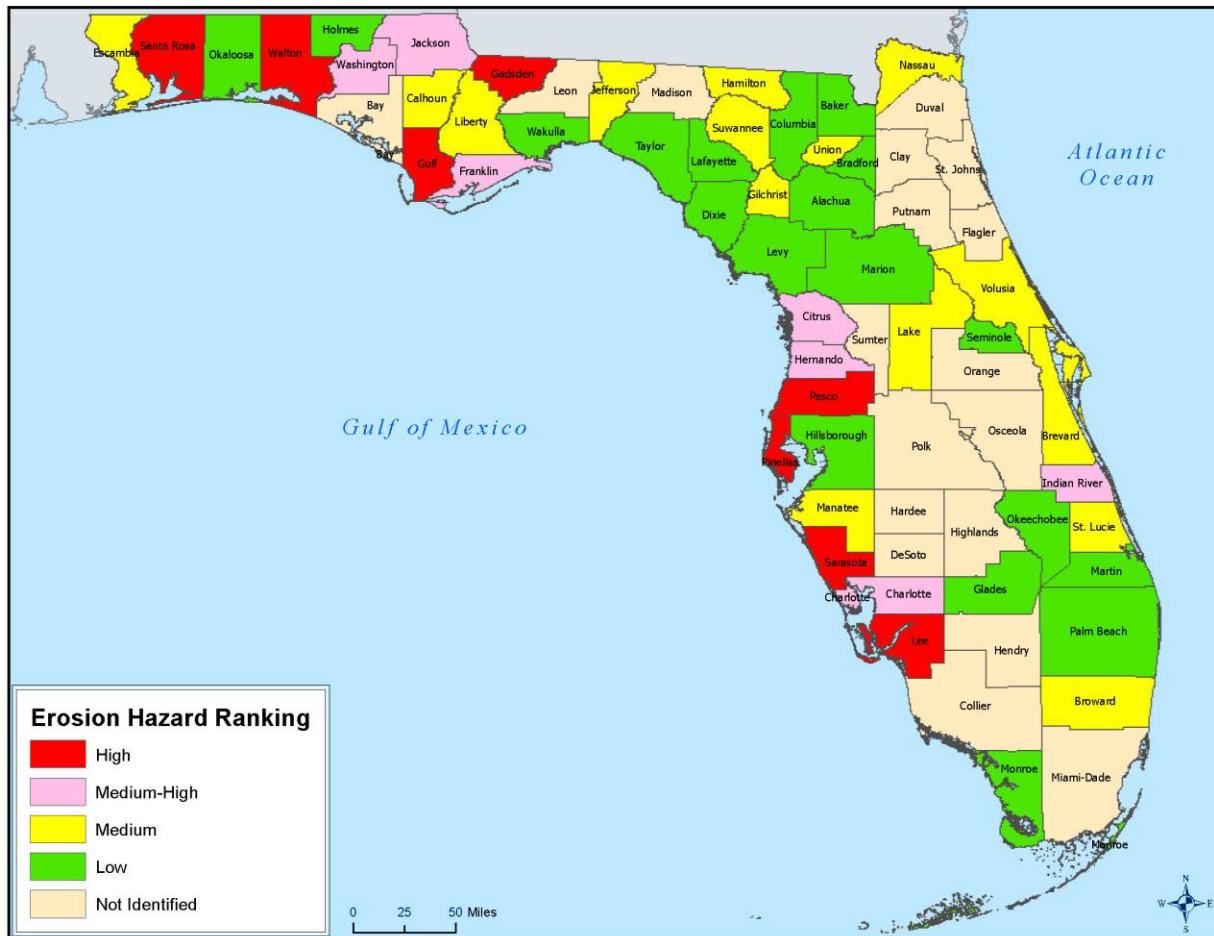 Holmes
Jackson
Escambia
Santa Rosa
Okaloosa
Walton
Washington
Gadsden
Nassau
Calhoun
Bay
Leon
Jefferson
Madison
Hamilton
Baker
Duval
Liberty
Columbia
Suwannee
Wakulla
Taylor
Lafayette
Union
Bradford
Clay
St. Johns
Atlantic
Ocean
Bay
Gulf
Franklin
Gilchrist
Alachua
Putnam
Dixie
Flagler
Levy
Marion
Volusia
Citrus
Sumter
Lake
Seminole
Hernando
Orange
Pasco
Gulf of Mexico
Hillsborough
Osceola
Brevard
Polk
Pinellas
Indian River
Manatee
Hardee
Highlands
Okeechobee
St. Lucie
DeSoto
Sarasota
Martin
Charlotte
Charlotte
Glades
Palm Beach
Lee
Hendry
Collier
Broward
Monroe
Miami-Dade
Monroe
Erosion Hazard Ranking
High
Medium-High
Medium
Low
Not Identified
0 25 50 Miles
N
W E
S